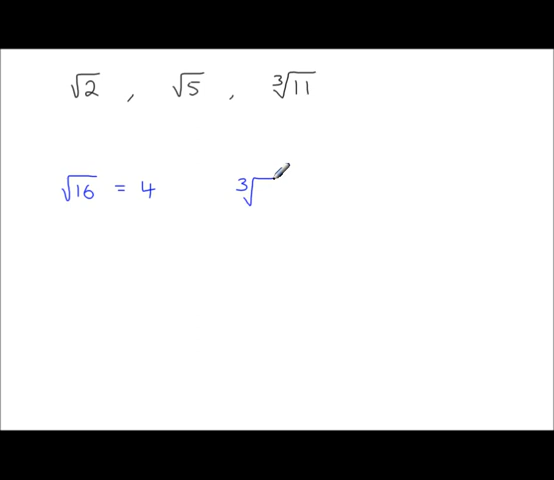 √2 , √5 , ∛11
√16 = 4 ∛